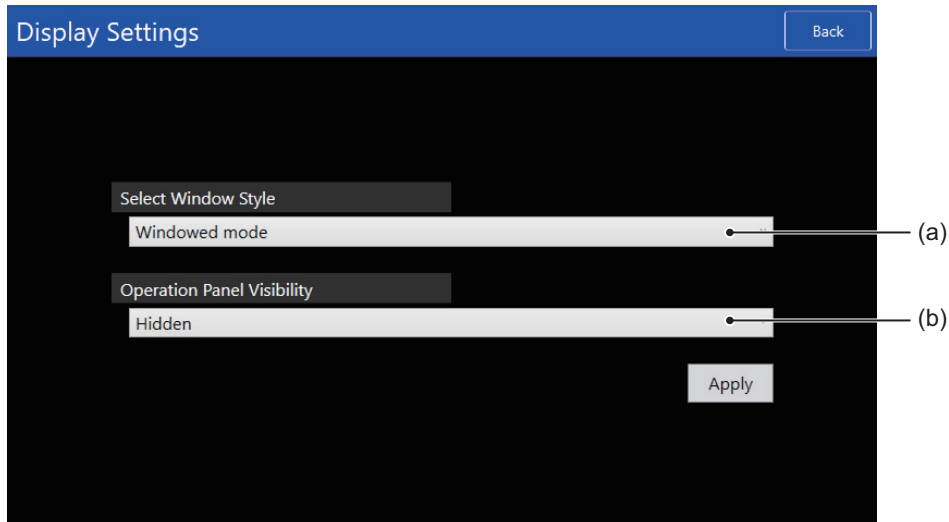 Display Settings
Back
Select Window Style
Windowed mode
(a)
Operation Panel Visibility
Hidden
(b)
Apply